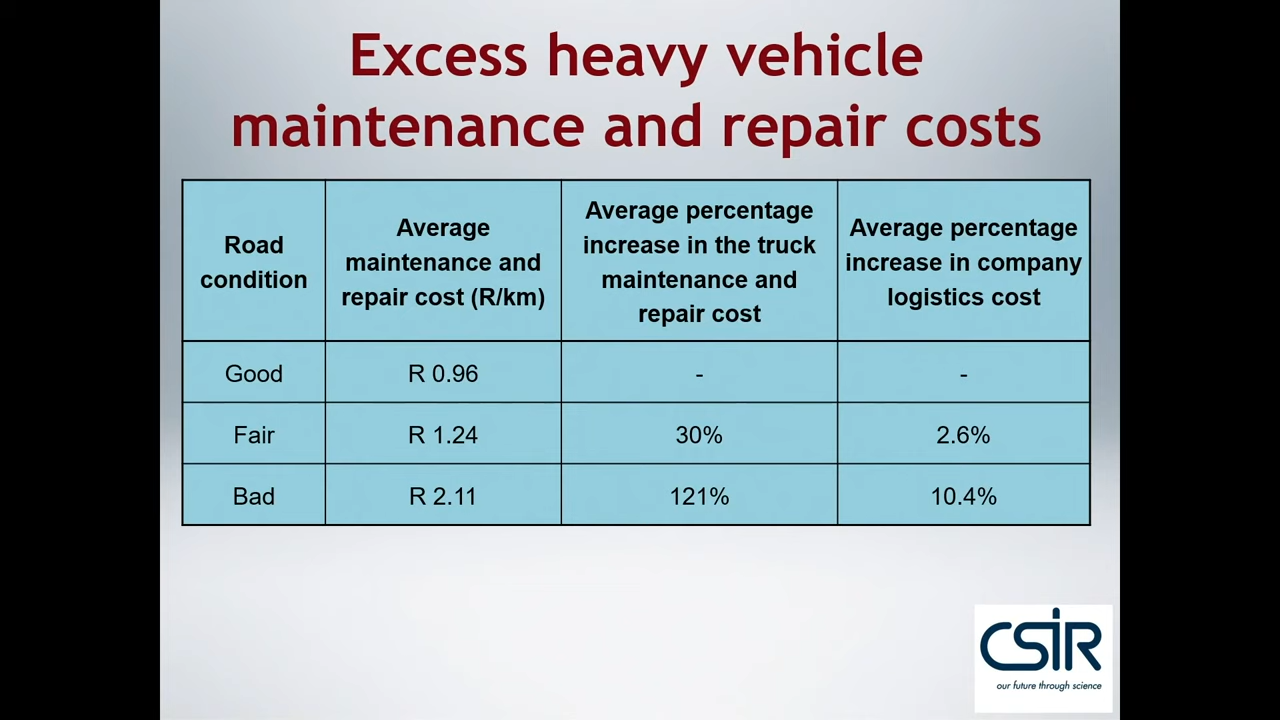 Excess heavy vehicle
maintenance and repair costs
Road
condition
Average
maintenance and
repair cost (R/km)
Average percentage
increase in the truck
maintenance and
repair cost
Average percentage
increase in company
logistics cost
Good
R 0.96
-
-
Fair
R 1.24
30%
2.6%
Bad
R 2.11
121%
10.4%
CSIR
our future through science